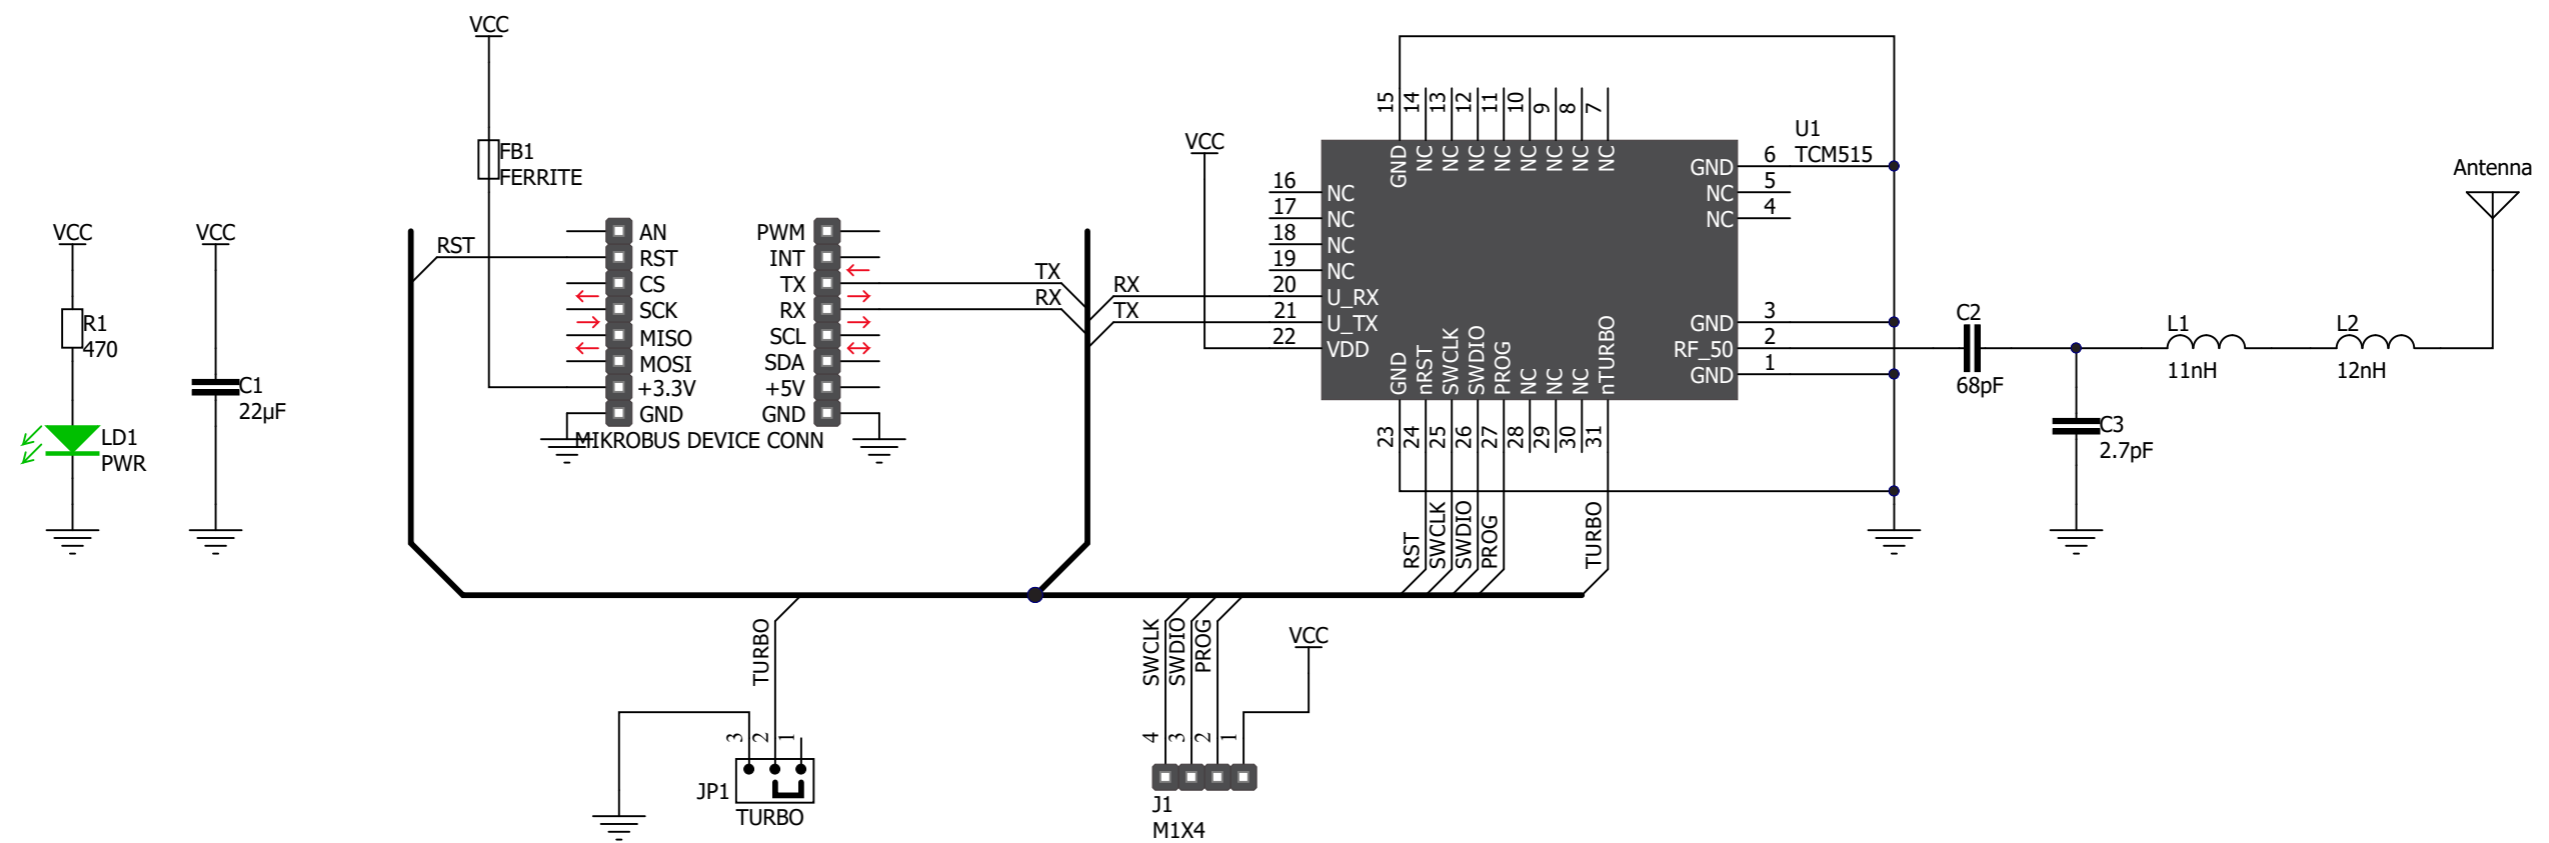 VCC
R1
470
LD1
PWR
VCC
C1
22µF
VCC
FB1
FERRITE
RST
AN
RST
CS
SCK
MISO
MOSI
+3.3V
GND
PWM
INT
TX
RX
SCL
SDA
+5V
GND
MIKROBUS DEVICE CONN
TX
RX
RX
TX
VCC
U1
TCM515
15
14
13
12
11
10
9
8
7
GND
NC
NC
NC
NC
NC
NC
NC
NC
16
NC
17
NC
18
NC
19
NC
20
U_RX
21
U_TX
22
VDD
GND
6
NC
5
NC
4
GND
3
RF_50
2
GND
1
GND
nRST
SWCLK
SWDIO
PROG
NC
NC
NC
nTURBO
23
24
25
26
27
28
29
30
31
RST
SWCLK
SWDIO
PROG
TURBO
C2
68pF
C3
2.7pF
L1
11nH
L2
12nH
Antenna
TURBO
3
2
1
JP1
TURBO
SWCLK
SWDIO
PROG
VCC
4
3
2
1
J1
M1X4